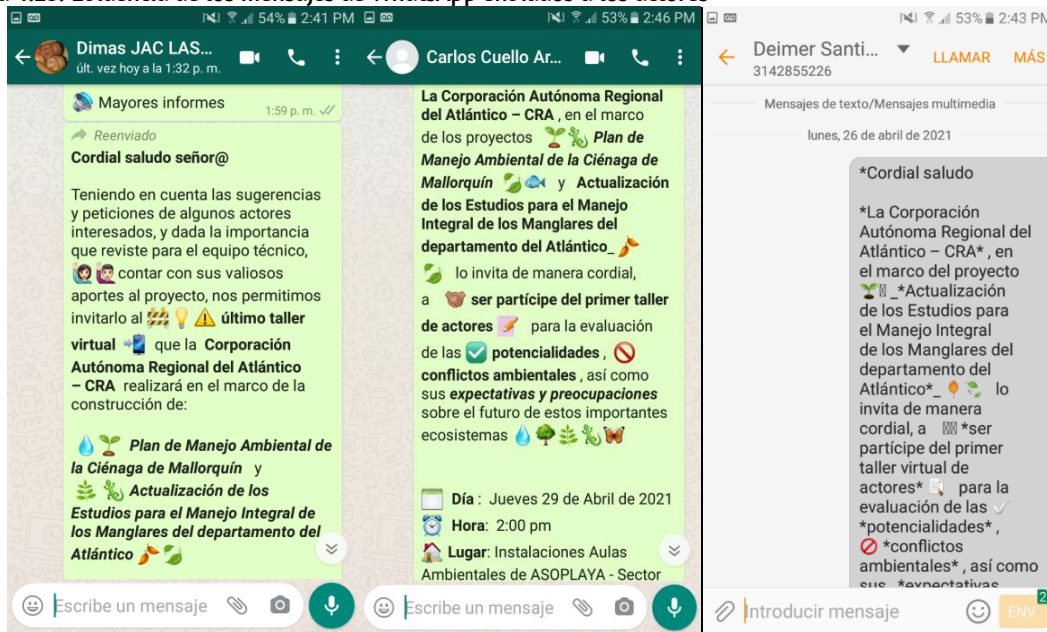 54% 2:41 PM
Dimas JAC LAS...
últ. vez hoy a la 1:32 p. m.
Mayores informes
1:59 p. m.
Reenviado
Cordial saludo señor@
Teniendo en cuenta las sugerencias
y peticiones de algunos actores
interesados, y dada la importancia
que reviste para el equipo técnico,
contar con sus valiosos
aportes al proyecto, nos permitimos
invitarlo al último taller
virtual que la Corporación
Autónoma Regional del Atlántico
– CRA realizará en el marco de la
construcción de:
Plan de Manejo Ambiental de
la Ciénaga de Mallorquín y
Actualización de los
Estudios para el Manejo Integral de
los Manglares del departamento del
Atlántico
Escribe un mensaje
53% 2:46 PM
Carlos Cuello Ar...
La Corporación Autónoma Regional
del Atlántico – CRA , en el marco
de los proyectos Plan de
Manejo Ambiental de la Ciénaga de
Mallorquín y Actualización
de los Estudios para el Manejo
Integral de los Manglares del
departamento del Atlántico_
lo invita de manera cordial,
a ser partícipe del primer taller
de actores para la evaluación
de las potencialidades ,
conflictos ambientales , así como
sus expectativas y preocupaciones
sobre el futuro de estos importantes
ecosistemas
Día : Jueves 29 de Abril de 2021
Hora: 2:00 pm
Lugar: Instalaciones Aulas
Ambientales de ASOPLAYA - Sector
Escribe un mensaje
53% 2:43 PM
Deimer Santi...
3142855226
LLAMAR MÁS
Mensajes de texto/Mensajes multimedia
lunes, 26 de abril de 2021
*Cordial saludo
*La Corporación
Autónoma Regional del
Atlántico – CRA* , en
el marco del proyecto
_*Actualización
de los Estudios para
el Manejo Integral
de los Manglares del
departamento del
Atlántico*_ lo
invita de manera
cordial, a *ser
partícipe del primer
taller virtual de
actores* para la
evaluación de las
*potencialidades* ,
*conflictos
ambientales* , así como
sus *expectativas
Introducir mensaje
ENV.
2